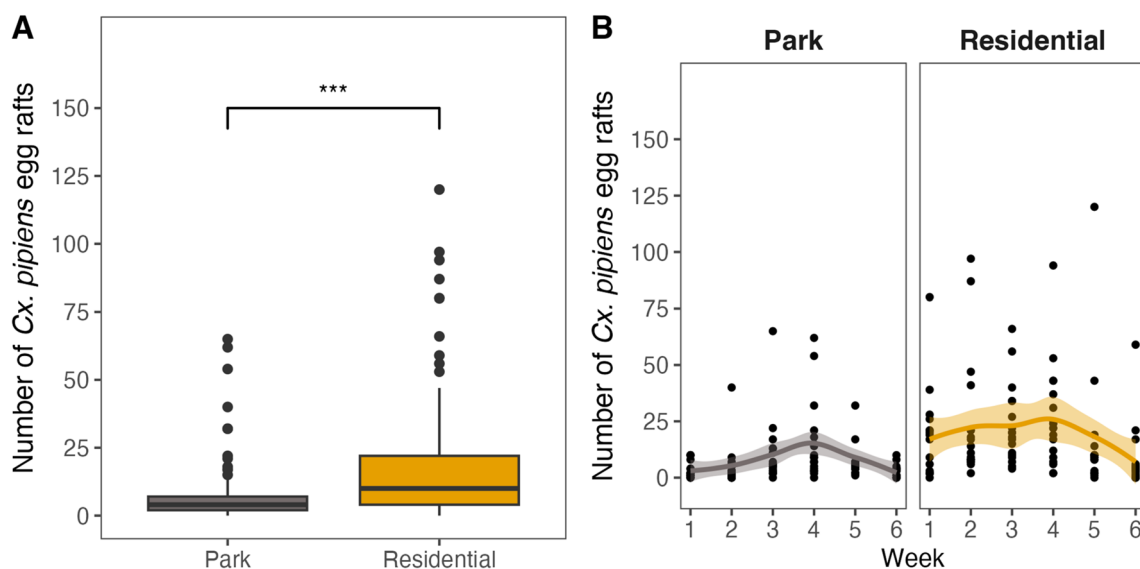 A
Number of Cx. pipiens egg rafts
150
125
100
75
50
25
0
***
Park
Residential
B
Park
Residential
Number of Cx. pipiens egg rafts
150
125
100
75
50
25
0
1 2 3 4 5 6
1 2 3 4 5 6
Week